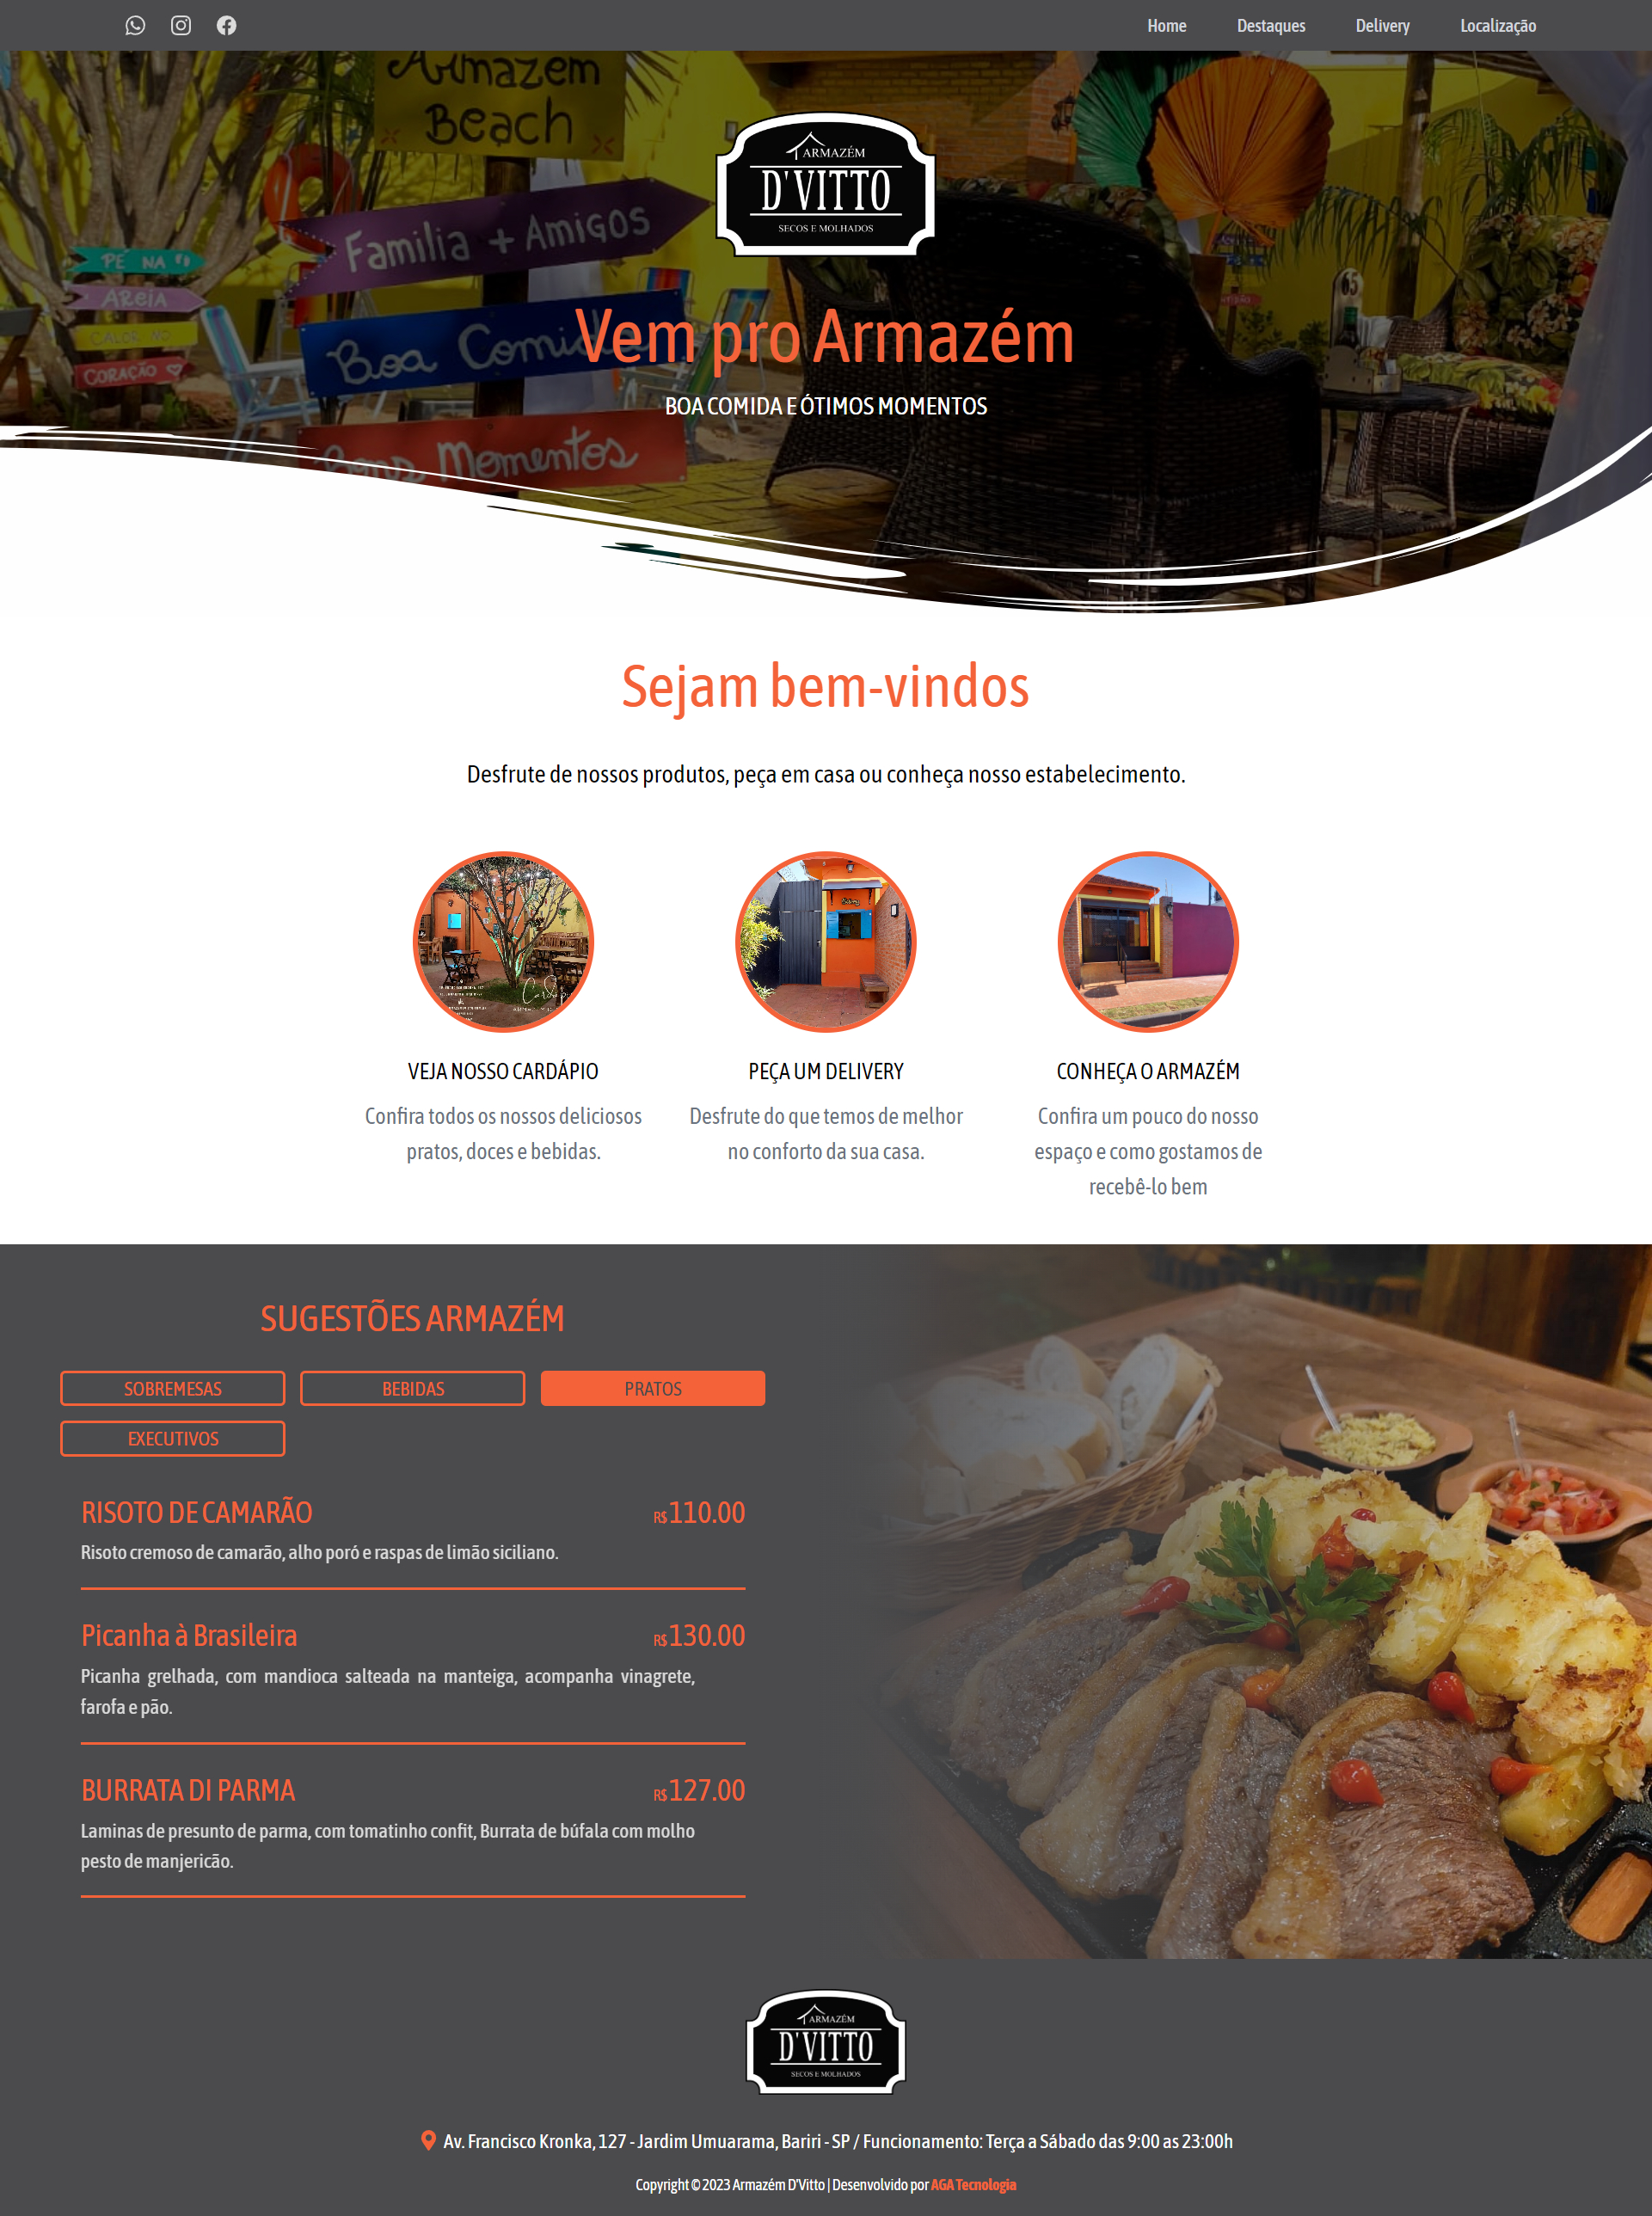 Home Destaques Delivery Localização
Armazem
Beach
ARMAZÉM
D'VITTO
SECOS E MOLHADOS
Familia + Amigos
PÉ NA
AREIA
CALOR NO
CORAÇÃO
Boa Comid
Bons Momentos
Vem pro Armazém
BOA COMIDA E ÓTIMOS MOMENTOS
Sejam bem-vindos
Desfrute de nossos produtos, peça em casa ou conheça nosso estabelecimento.
VEJA NOSSO CARDÁPIO
Confira todos os nossos deliciosos
pratos, doces e bebidas.
PEÇA UM DELIVERY
Desfrute do que temos de melhor
no conforto da sua casa.
CONHEÇA O ARMAZÉM
Confira um pouco do nosso
espaço e como gostamos de
recebê-lo bem
SUGESTÕES ARMAZÉM
SOBREMESAS BEBIDAS PRATOS
EXECUTIVOS
RISOTO DE CAMARÃO R$110.00
Risoto cremoso de camarão, alho poró e raspas de limão siciliano.
Picanha à Brasileira R$130.00
Picanha grelhada, com mandioca salteada na manteiga, acompanha vinagrete,
farofa e pão.
BURRATA DI PARMA R$127.00
Laminas de presunto de parma, com tomatinho confit, Burrata de búfala com molho
pesto de manjericão.
ARMAZÉM
D'VITTO
SECOS E MOLHADOS
Av. Francisco Kronka, 127 - Jardim Umuarama, Bariri - SP / Funcionamento: Terça a Sábado das 9:00 as 23:00h
Copyright © 2023 Armazém D'Vitto | Desenvolvido por AGA Tecnologia